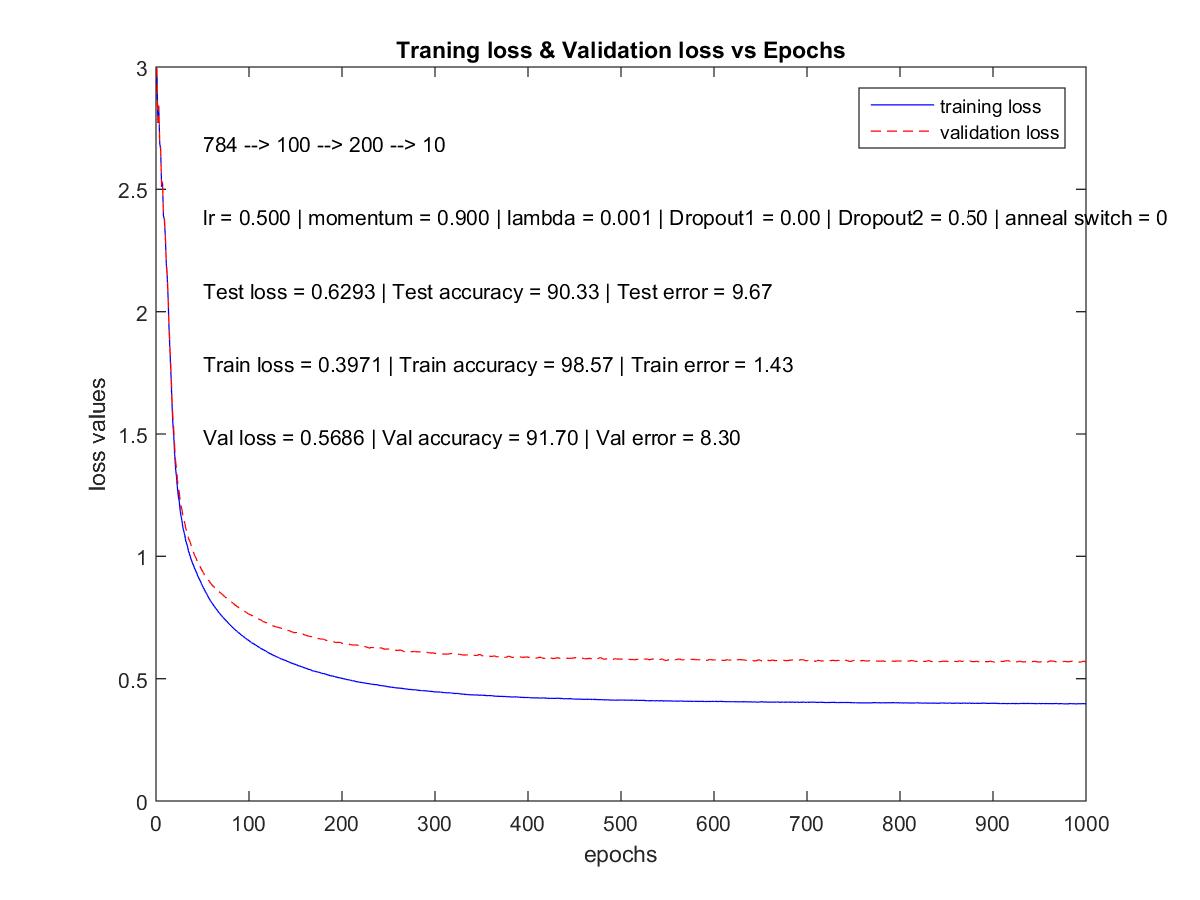 Traning loss & Validation loss vs Epochs
training loss
validation loss
784 --> 100 --> 200 --> 10
lr = 0.500 | momentum = 0.900 | lambda = 0.001 | Dropout1 = 0.00 | Dropout2 = 0.50 | anneal switch = 0
Test loss = 0.6293 | Test accuracy = 90.33 | Test error = 9.67
Train loss = 0.3971 | Train accuracy = 98.57 | Train error = 1.43
Val loss = 0.5686 | Val accuracy = 91.70 | Val error = 8.30
loss values
3
2.5
2
1.5
1
0.5
0
0 100 200 300 400 500 600 700 800 900 1000
epochs